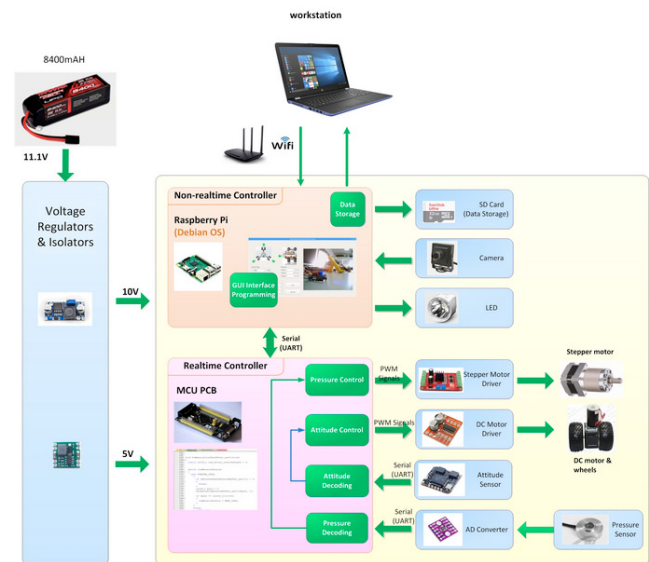 workstation
8400mAH
11.1V
Wifi
Voltage
Regulators
& Isolators
10V
5V
Non-realtime Controller
Raspberry Pi
(Debian OS)
GUI Interface
Programming
Data
Storage
SD Card
(Data Storage)
Camera
LED
Serial
(UART)
Realtime Controller
MCU PCB
Pressure Control
PWM
Signals
Stepper Motor
Driver
Stepper motor
Attitude Control
PWM Signals
DC Motor
Driver
DC motor &
wheels
Attitude
Decoding
Serial
(UART)
Attitude
Sensor
Pressure
Decoding
Serial
(UART)
AD Converter
Pressure
Sensor